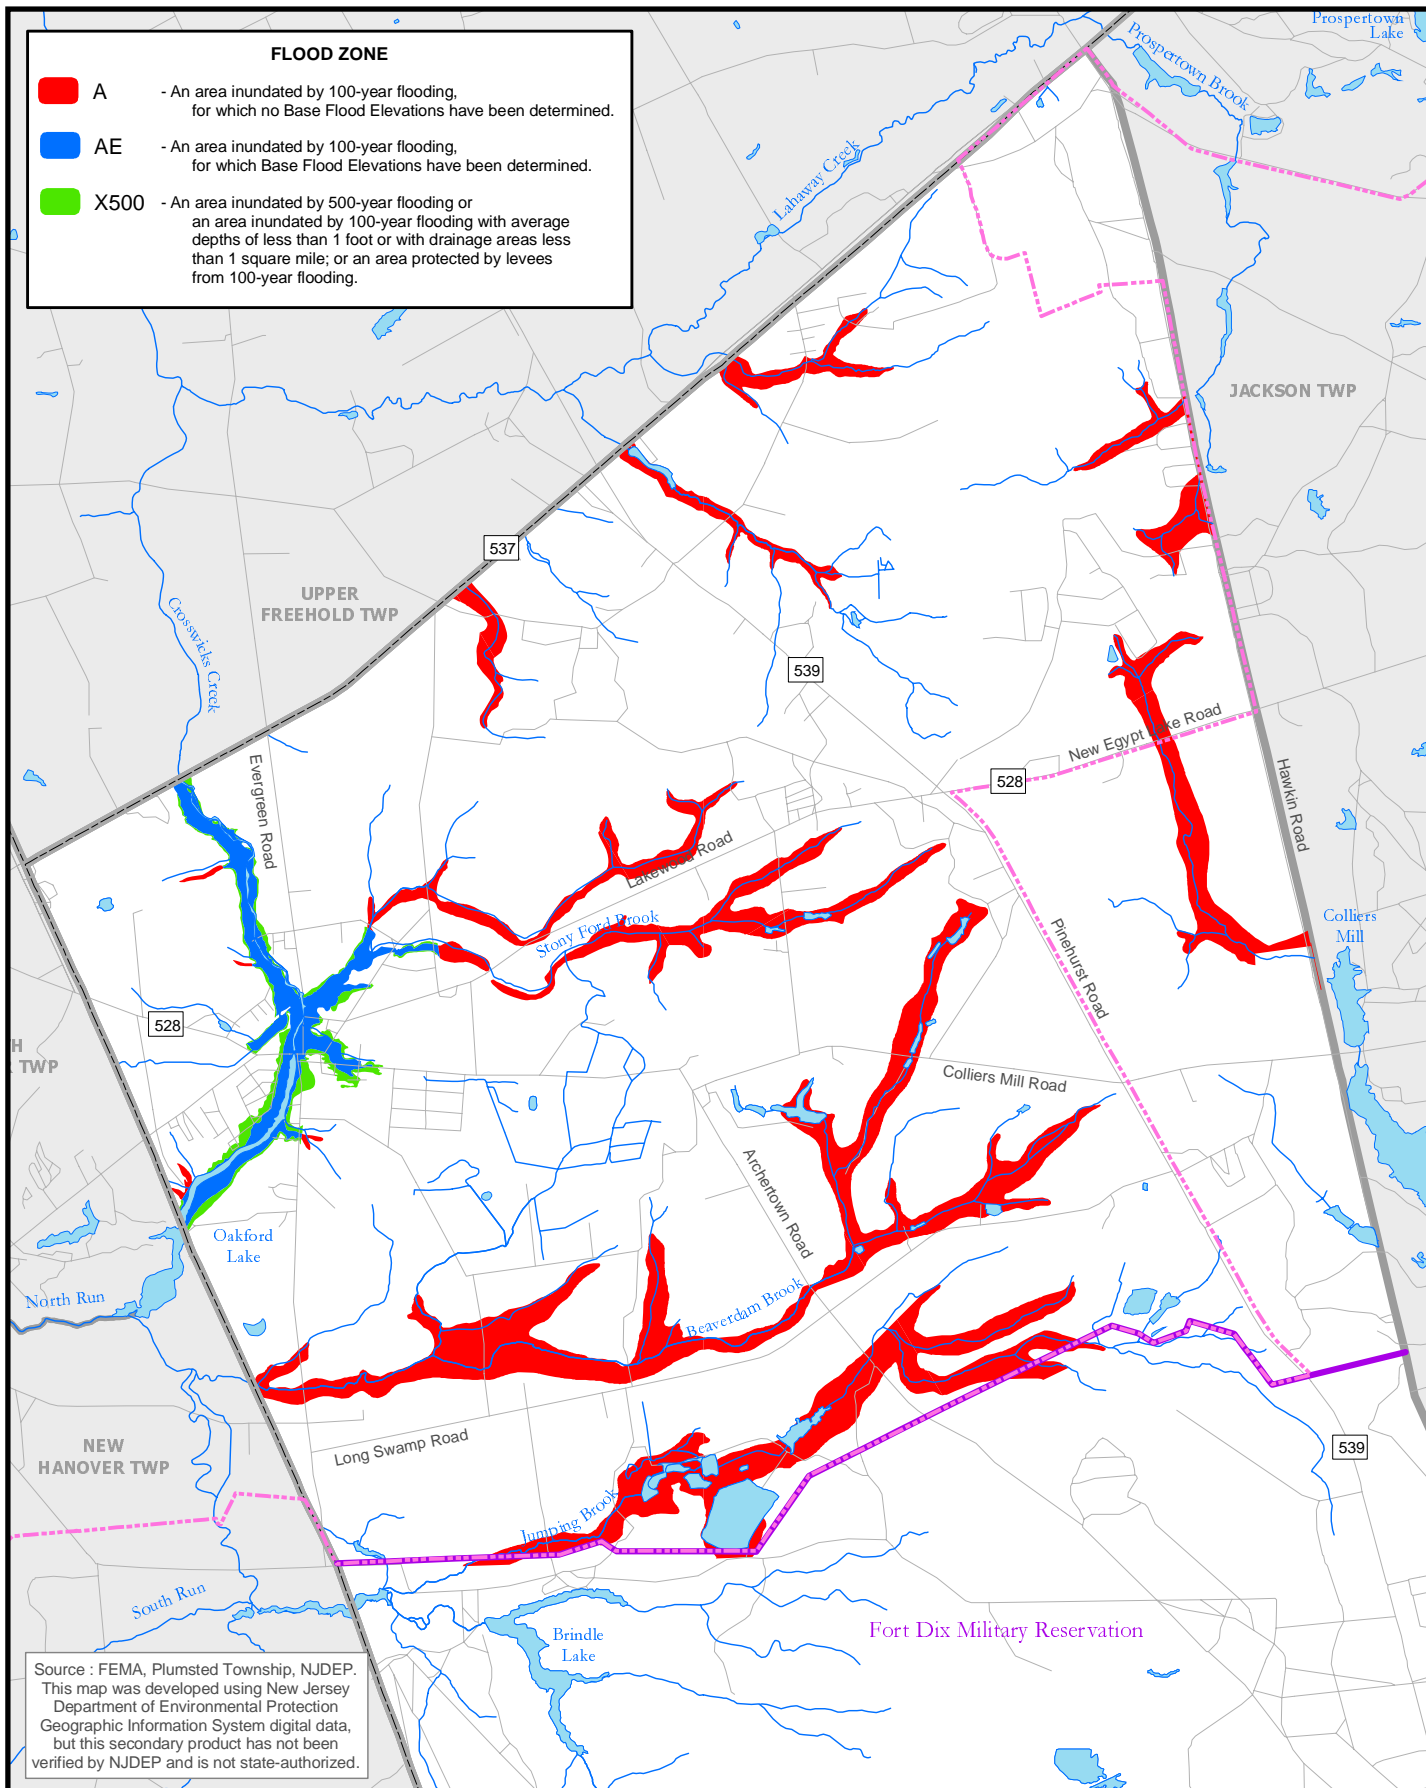 FLOOD ZONE
A - An area inundated by 100-year flooding,
for which no Base Flood Elevations have been determined.
AE - An area inundated by 100-year flooding,
for which Base Flood Elevations have been determined.
X500 - An area inundated by 500-year flooding or
an area inundated by 100-year flooding with average
depths of less than 1 foot or with drainage areas less
than 1 square mile; or an area protected by levees
from 100-year flooding.
Prospertown
Lake
Prospertown Brook
Lahaway Creek
JACKSON TWP
537
UPPER
FREEHOLD TWP
Crosswicks Creek
539
New Egypt Lake Road
528
Evergreen Road
Hawkin Road
Lakewood Road
Stony Ford Brook
Pinehurst Road
Colliers
Mill
528
H
TWP
Colliers Mill Road
Archertown Road
Oakford
Lake
North Run
Beaverdam Brook
Long Swamp Road
NEW
HANOVER TWP
539
Jumping Brook
South Run
Brindle
Lake
Fort Dix Military Reservation
Source : FEMA, Plumsted Township, NJDEP.
This map was developed using New Jersey
Department of Environmental Protection
Geographic Information System digital data,
but this secondary product has not been
verified by NJDEP and is not state-authorized.